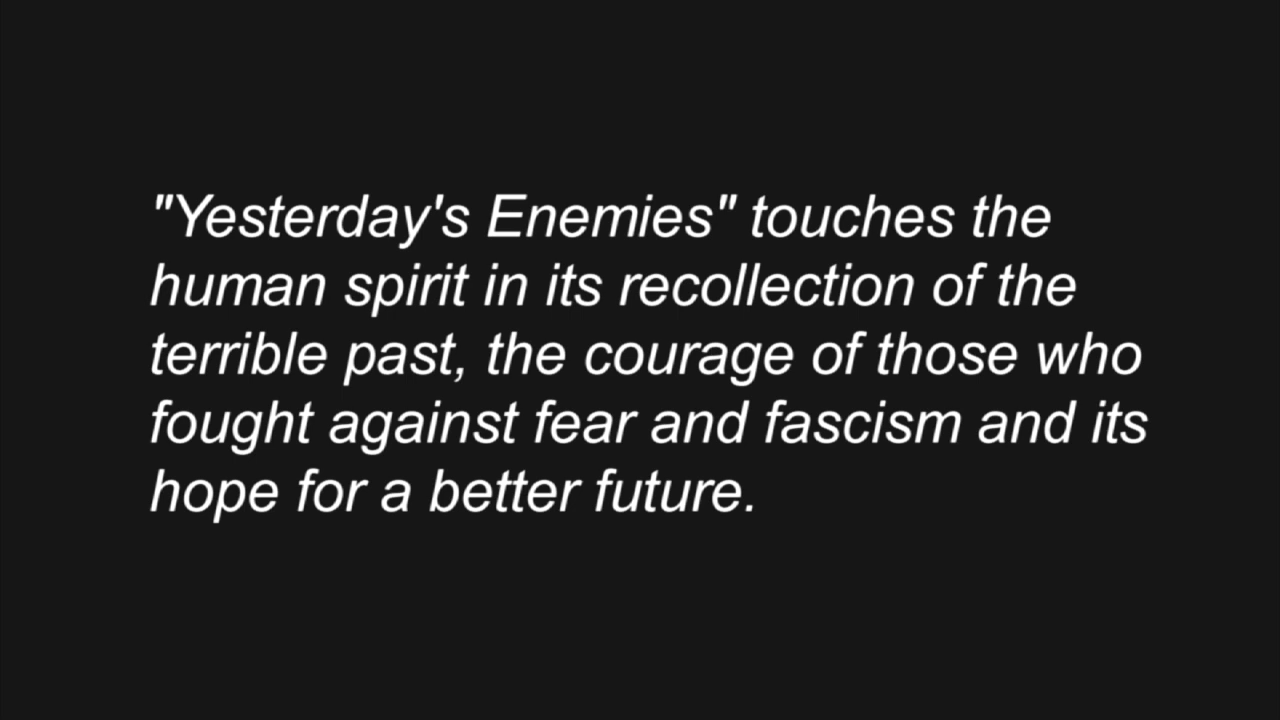 "Yesterday's Enemies" touches the
human spirit in its recollection of the
terrible past, the courage of those who
fought against fear and fascism and its
hope for a better future.